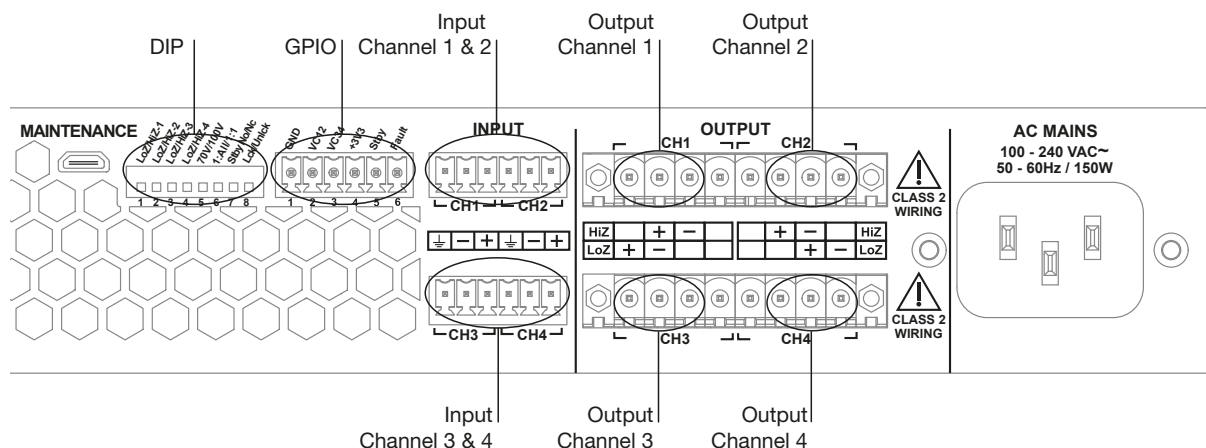 Input
Channel 1 & 2
Output
Channel 1
Output
Channel 2
DIP
GPIO
MAINTENANCE
LoZ/HiZ-1
LoZ/HiZ-2
LoZ/HiZ-3
LoZ/HiZ-4
70V/100V
1:All/1:1
Stby No/Nc
Lck/Unlck
1 2 3 4 5 6 7 8
GND
VC12
VC34
+3V3
Stby
Fault
1 2 3 4 5 6
INPUT
CH1 CH2
⏚ − + ⏚ − +
CH3 CH4
OUTPUT
CH1 CH2
HiZ + − + − HiZ
LoZ + − + − LoZ
CH3 CH4
CLASS 2
WIRING
CLASS 2
WIRING
AC MAINS
100 - 240 VAC~
50 - 60Hz / 150W
Input
Channel 3 & 4
Output
Channel 3
Output
Channel 4